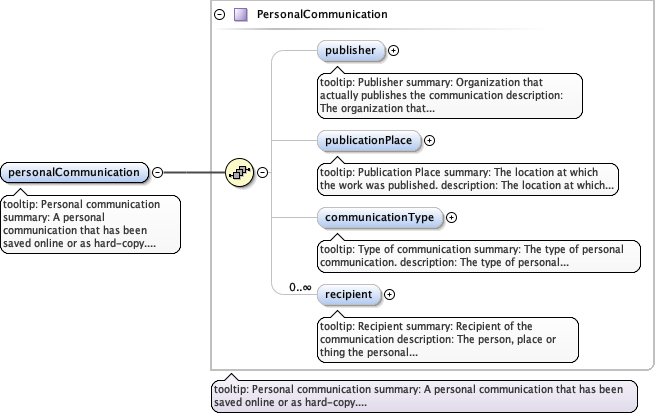 PersonalCommunication
publisher
tooltip: Publisher summary: Organization that
actually publishes the communication description:
The organization that...
publicationPlace
tooltip: Publication Place summary: The location at which
the work was published. description: The location at which...
personalCommunication
tooltip: Personal communication
summary: A personal
communication that has been
saved online or as hard-copy....
communicationType
tooltip: Type of communication summary: The type of personal
communication. description: The type of personal...
0..∞
recipient
tooltip: Recipient summary: Recipient of the
communication description: The person, place or
thing the personal...
tooltip: Personal communication summary: A personal communication that has been
saved online or as hard-copy....